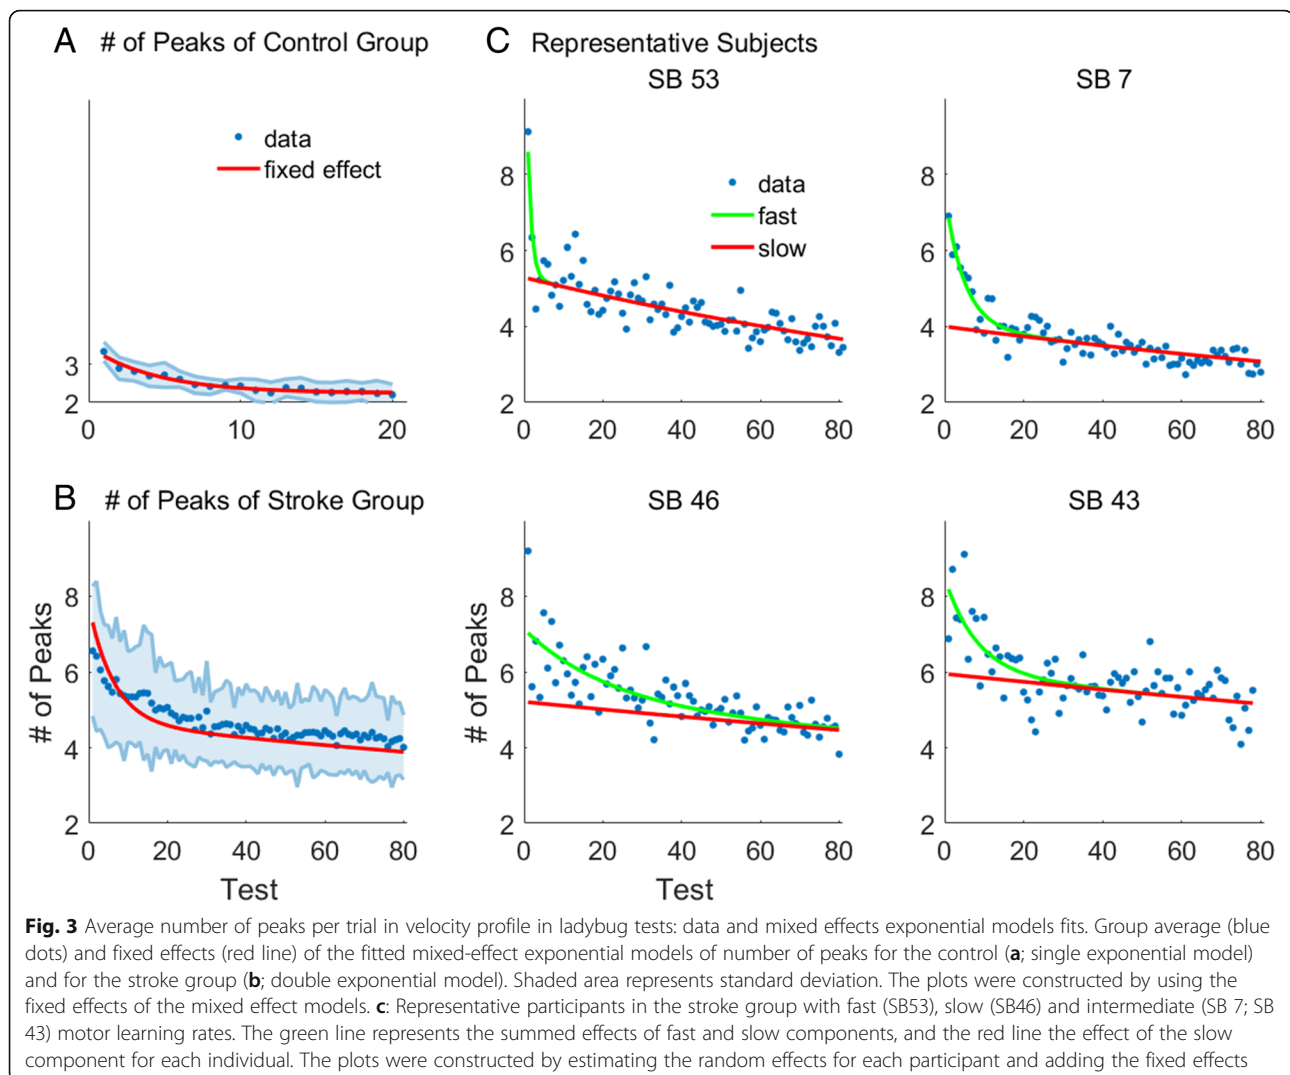 A # of Peaks of Control Group
data
fixed effect
3
2
0 10 20
C Representative Subjects
SB 53
data
fast
slow
8
6
4
2
0 20 40 60 80
SB 7
8
6
4
2
0 20 40 60 80
B # of Peaks of Stroke Group
# of Peaks
8
6
4
2
0 20 40 60 80
Test
SB 46
# of Peaks
8
6
4
2
0 20 40 60 80
Test
SB 43
8
6
4
2
0 20 40 60 80
Fig. 3 Average number of peaks per trial in velocity profile in ladybug tests: data and mixed effects exponential models fits. Group average (blue
dots) and fixed effects (red line) of the fitted mixed-effect exponential models of number of peaks for the control (a; single exponential model)
and for the stroke group (b; double exponential model). Shaded area represents standard deviation. The plots were constructed by using the
fixed effects of the mixed effect models. c: Representative participants in the stroke group with fast (SB53), slow (SB46) and intermediate (SB 7; SB
43) motor learning rates. The green line represents the summed effects of fast and slow components, and the red line the effect of the slow
component for each individual. The plots were constructed by estimating the random effects for each participant and adding the fixed effects